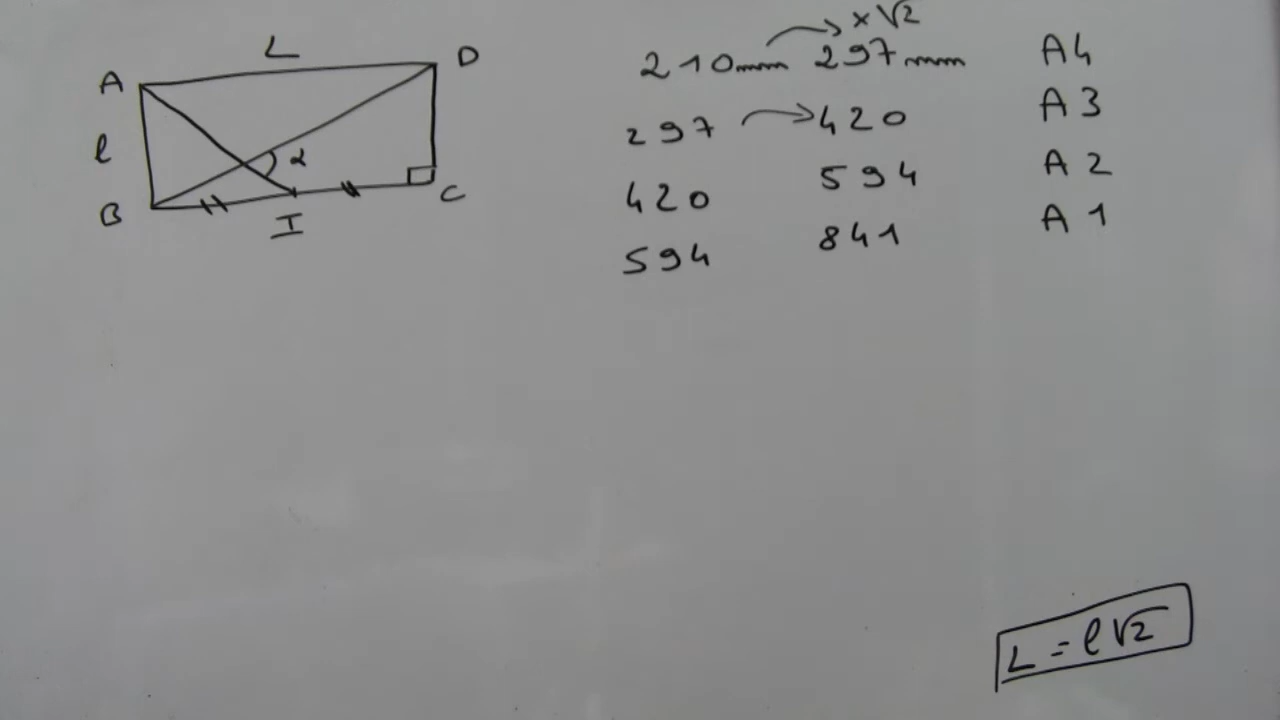 L
A D
l α
B C
I
× √2
210mm → 297mm A4
297 → 420 A3
420 594 A2
594 841 A1
L = l√2